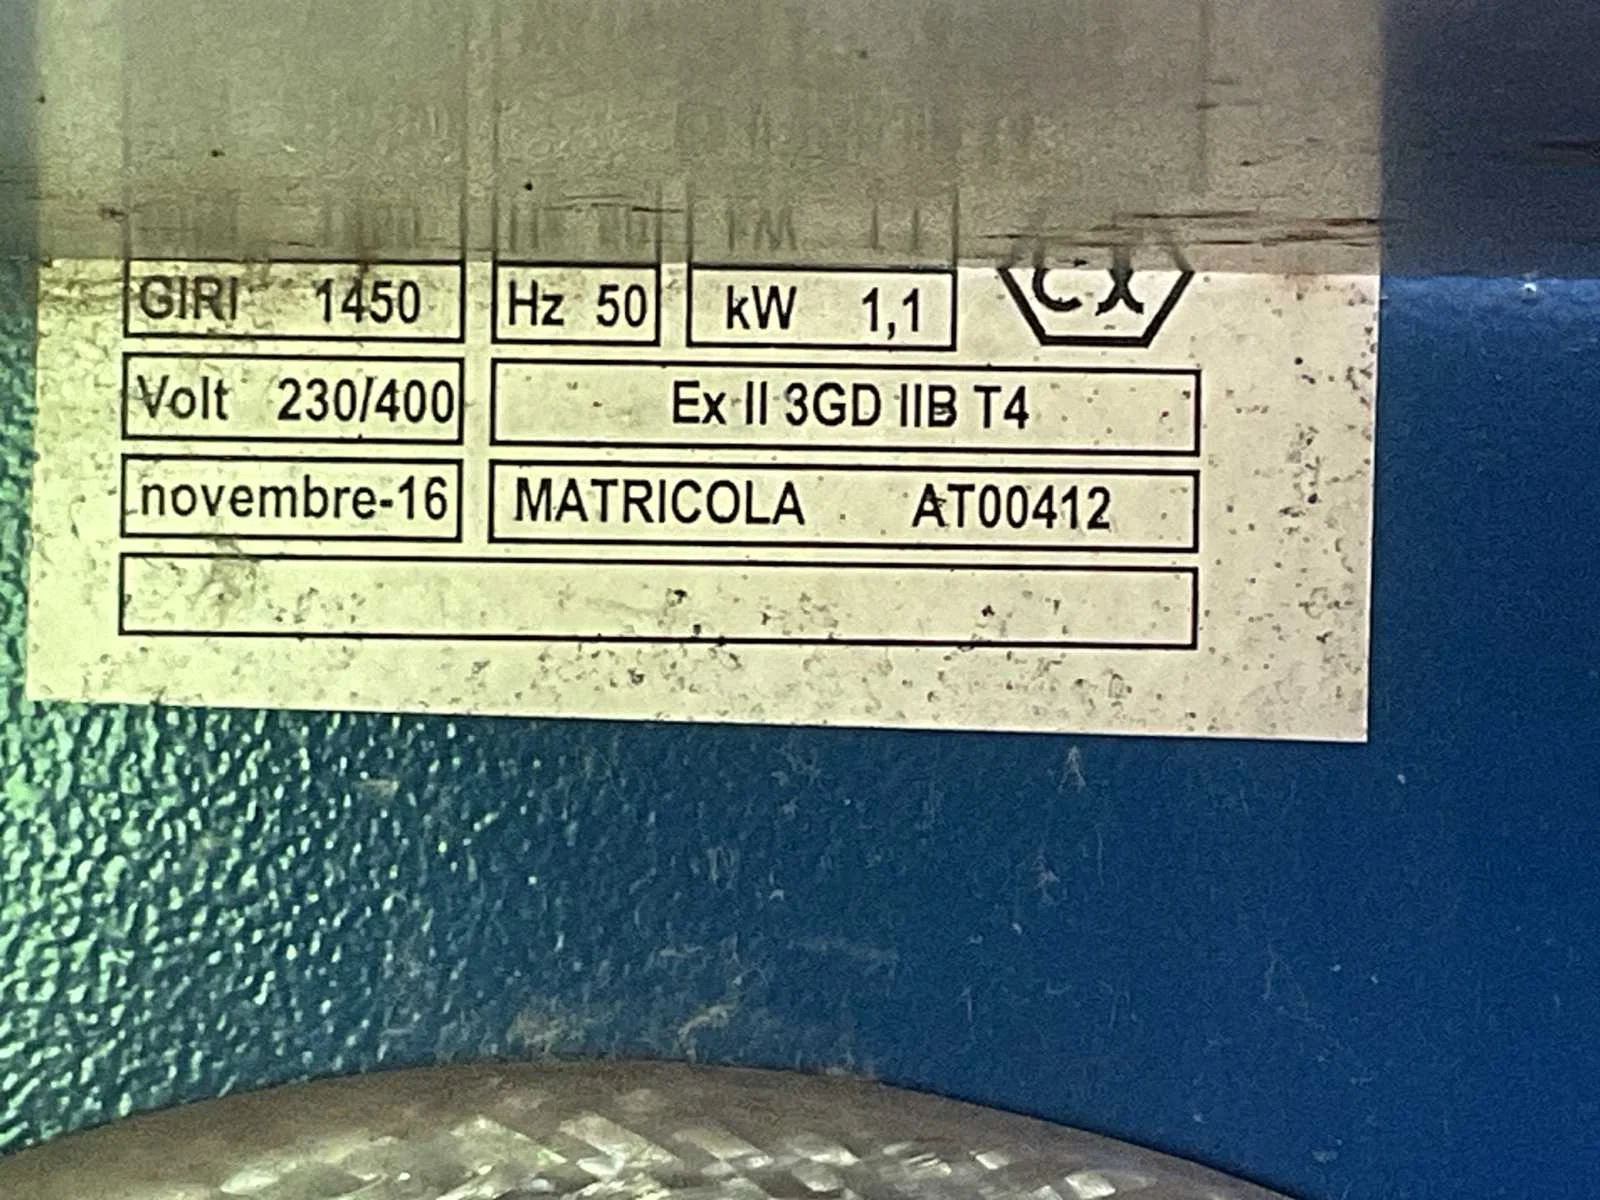 GIRI 1450 Hz 50 kW 1,1
Volt 230/400 Ex II 3GD IIB T4
novembre-16 MATRICOLA AT00412